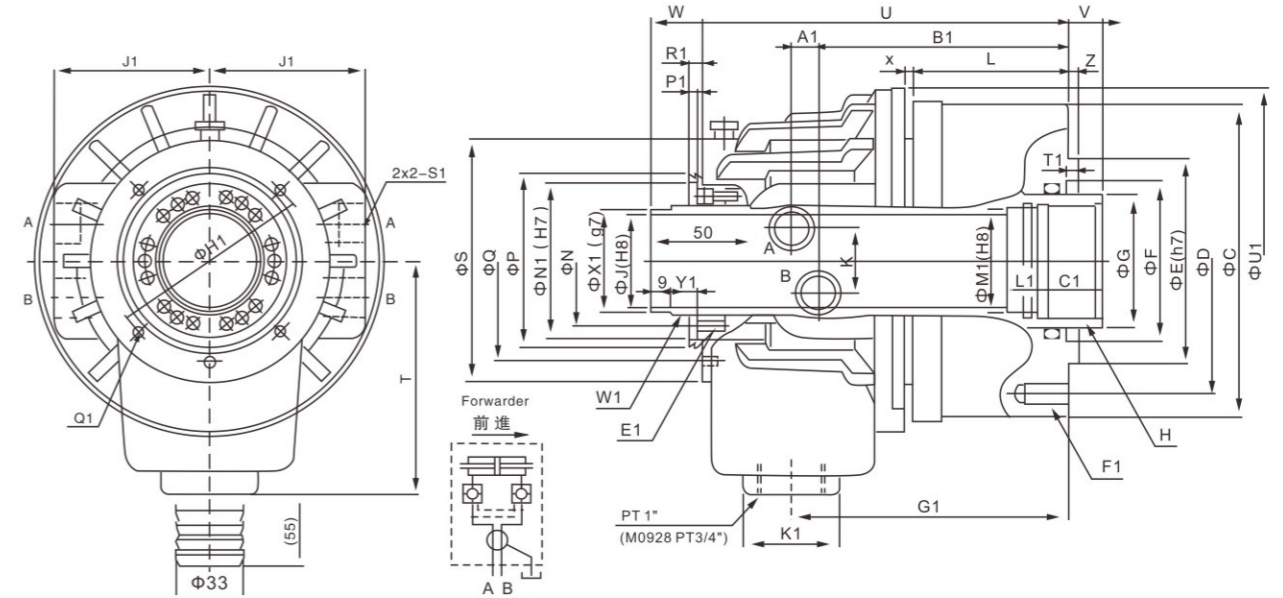 J1
J1
2x2-S1
A
A
B
B
ΦH1
Q1
T
(55)
Φ33
W
U
V
A1
B1
R1
x
L
Z
P1
T1
ΦS
ΦQ
ΦP
ΦN1 (H7)
ΦN
ΦX1 (g7)
ΦJ(H8)
50
9
Y1
A
B
K
ΦM1(H8)
L1
C1
ΦG
ΦF
ΦE(h7)
ΦD
ΦC
ΦU1
W1
E1
H
F1
Forwarder
前進
A B
PT 1"
(M0928 PT3/4")
K1
G1